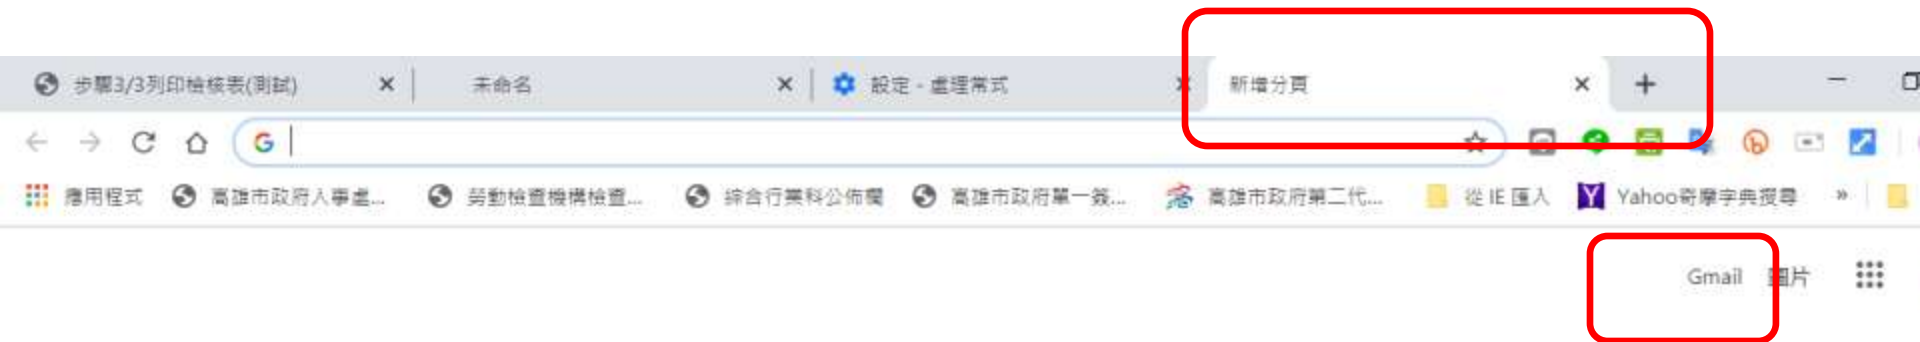 步驟3/3列印檢核表(測試) 未命名 設定 - 處理常式 新增分頁
應用程式 高雄市政府人事處... 勞動檢查機構檢查... 綜合行業科公佈欄 高雄市政府單一簽... 高雄市政府第二代... 從 IE 匯入 Yahoo奇摩字典搜尋 »
Gmail 圖片